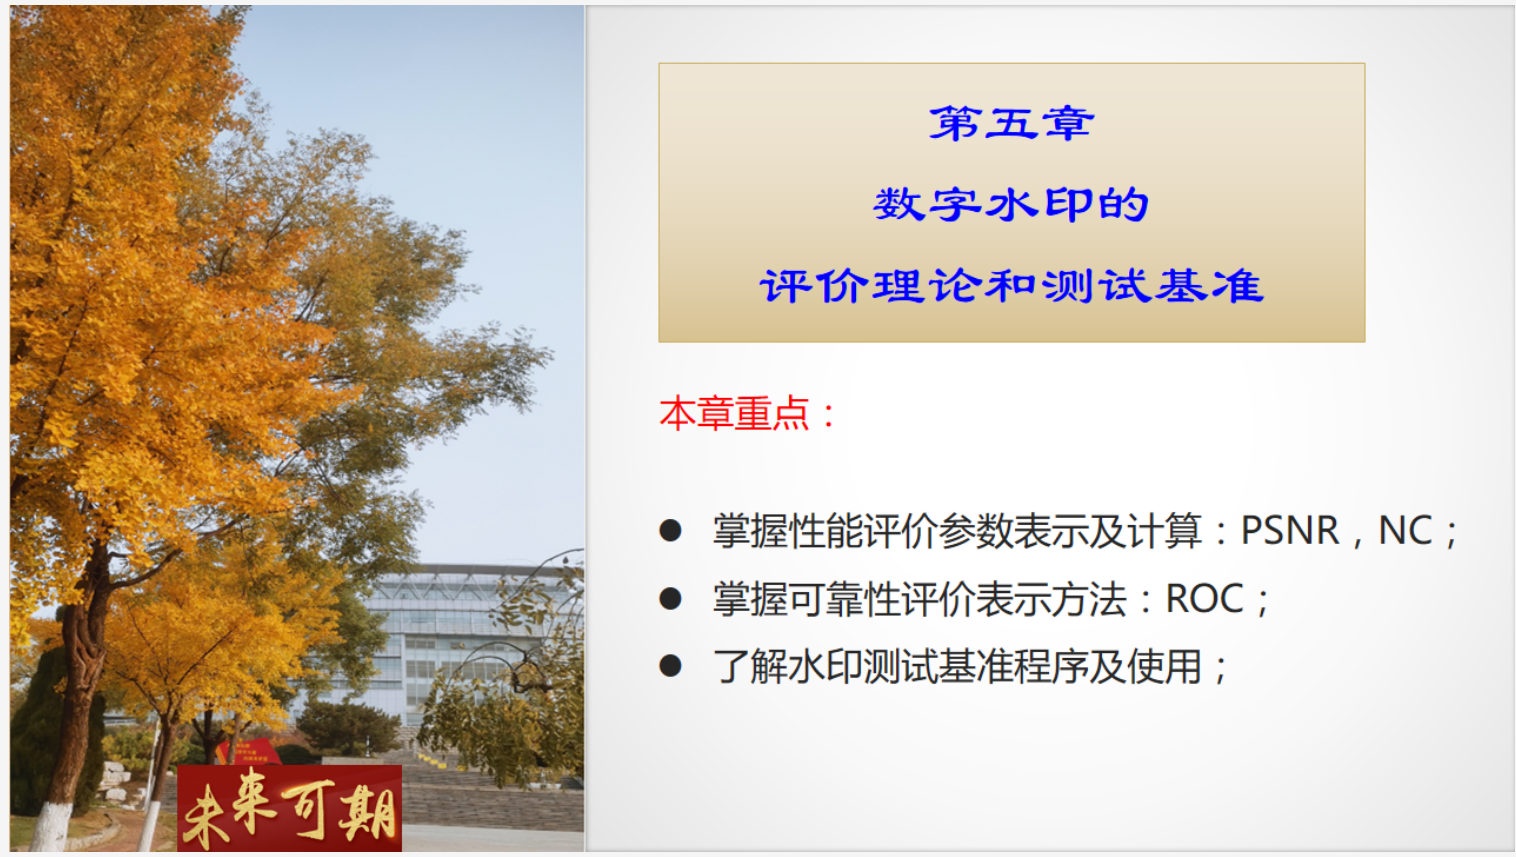 第五章
数字水印的
评价理论和测试基准
本章重点：
● 掌握性能评价参数表示及计算：PSNR，NC；
● 掌握可靠性评价表示方法：ROC；
● 了解水印测试基准程序及使用；
未来可期